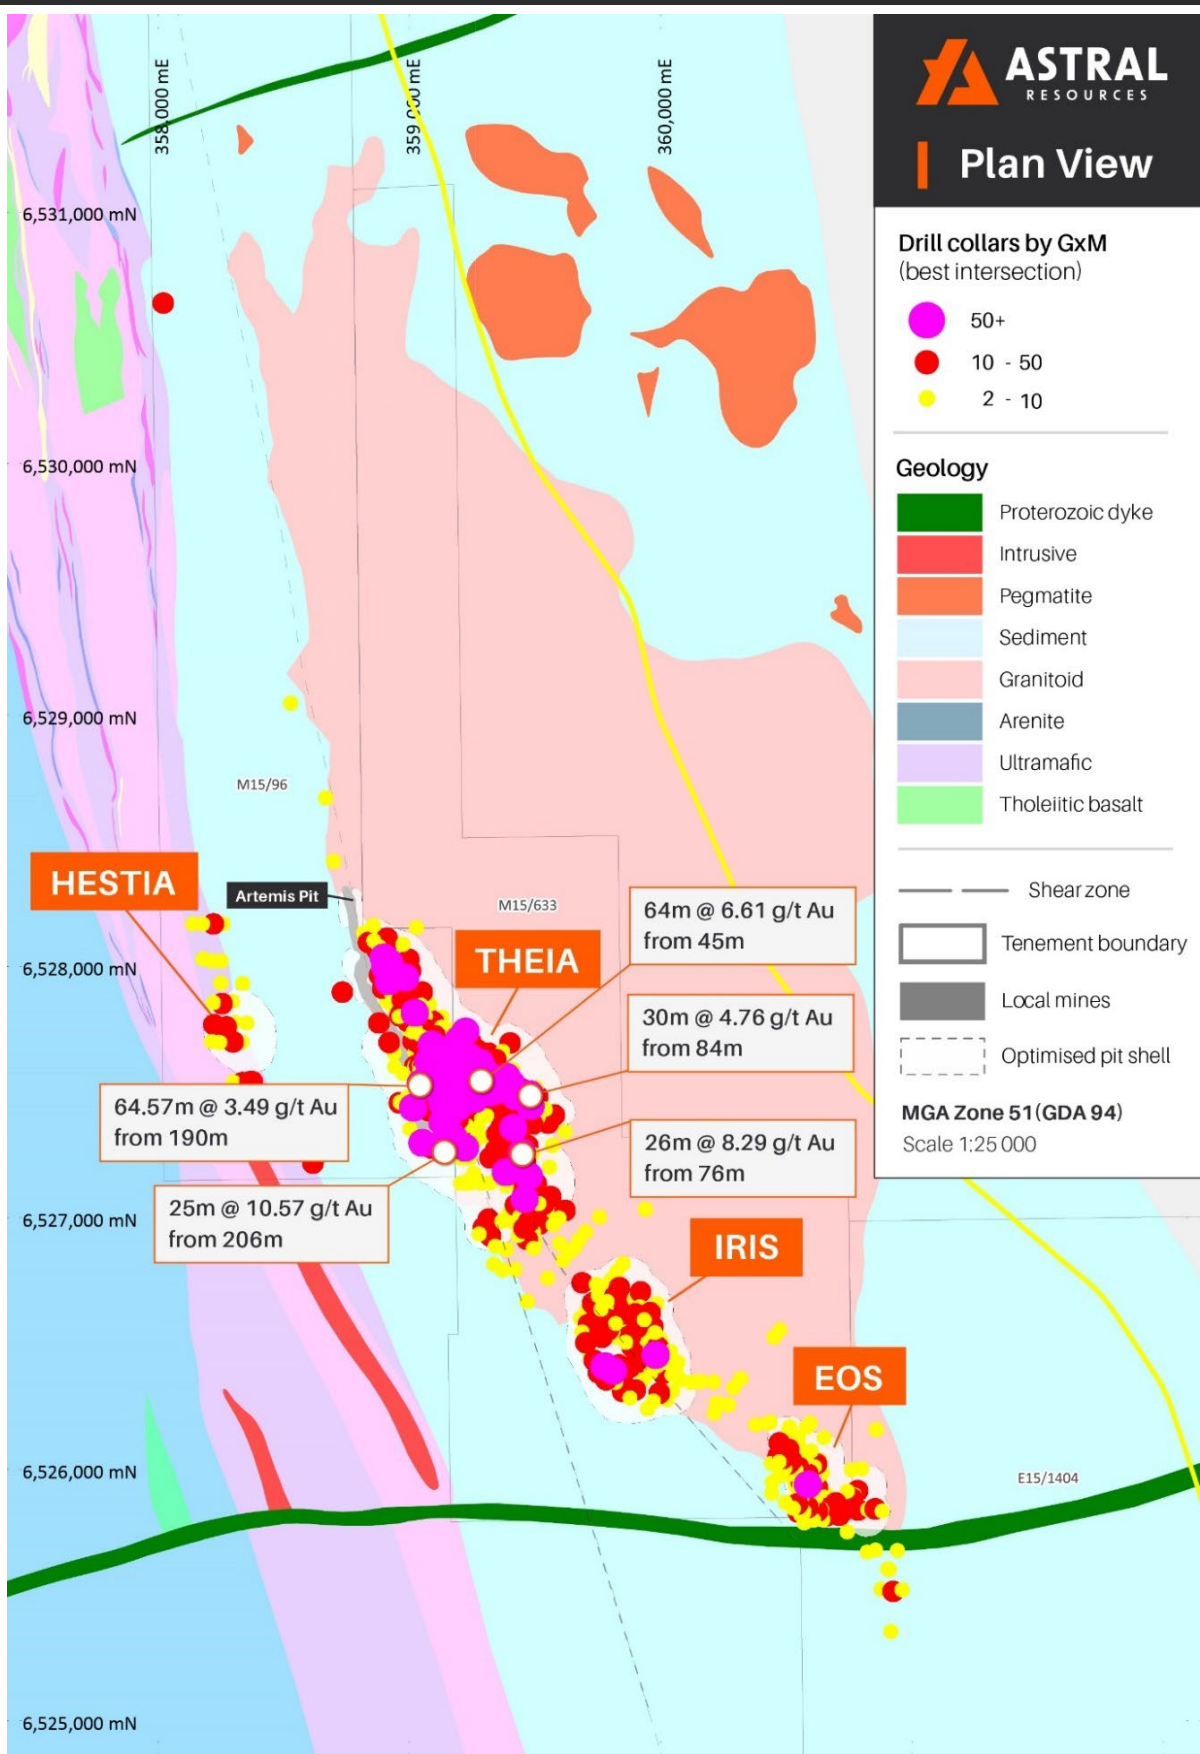 ASTRAL
RESOURCES
Plan View
358,000 mE
359,000 mE
360,000 mE
6,531,000 mN
6,530,000 mN
6,529,000 mN
6,528,000 mN
6,527,000 mN
6,526,000 mN
6,525,000 mN
Drill collars by GxM
(best intersection)
50+
10 - 50
2 - 10
Geology
Proterozoic dyke
Intrusive
Pegmatite
Sediment
Granitoid
Arenite
Ultramafic
Tholeiitic basalt
Shear zone
Tenement boundary
Local mines
Optimised pit shell
MGA Zone 51(GDA 94)
Scale 1:25 000
M15/96
HESTIA
Artemis Pit
M15/633
THEIA
64m @ 6.61 g/t Au
from 45m
30m @ 4.76 g/t Au
from 84m
64.57m @ 3.49 g/t Au
from 190m
26m @ 8.29 g/t Au
from 76m
25m @ 10.57 g/t Au
from 206m
IRIS
EOS
E15/1404